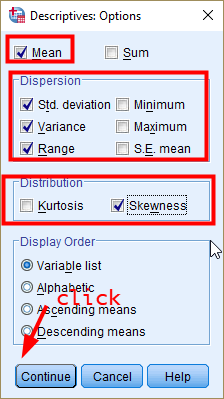 Descriptives: Options
Mean Sum
Dispersion
Std. deviation Minimum
Variance Maximum
Range S.E. mean
Distribution
Kurtosis Skewness
Display Order
Variable list
Alphabetic
click
Ascending means
Descending means
Continue Cancel Help